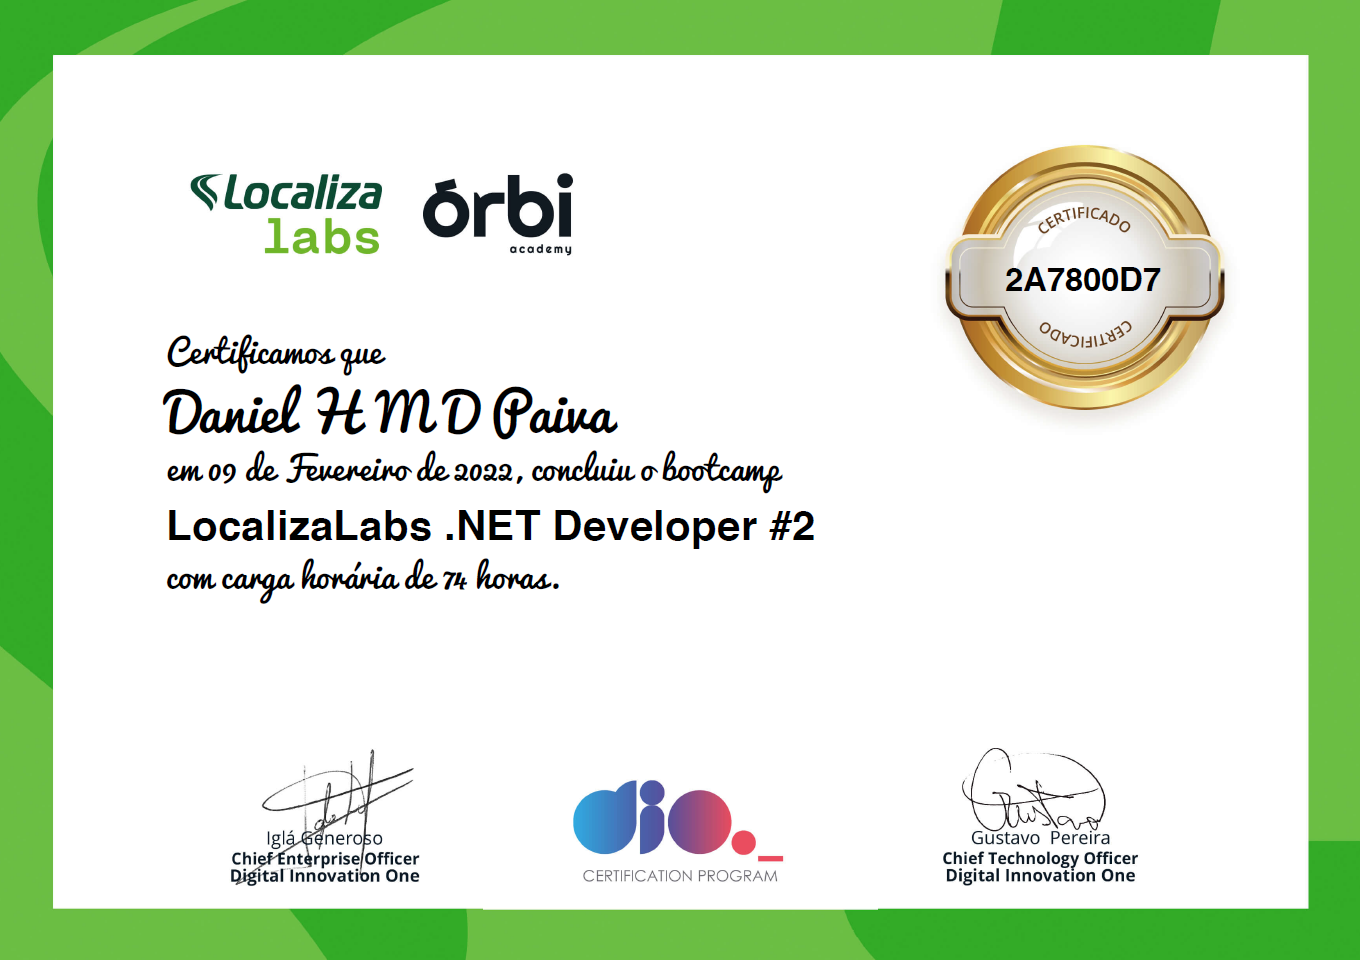 Localiza
labs
órbi
academy
CERTIFICADO
2A7800D7
CERTIFICADO
Certificamos que
Daniel H M D Paiva
em 09 de Fevereiro de 2022, concluiu o bootcamp
LocalizaLabs .NET Developer #2
com carga horária de 74 horas.
Iglá Generoso
Chief Enterprise Officer
Digital Innovation One
dio._
CERTIFICATION PROGRAM
Gustavo
Gustavo Pereira
Chief Technology Officer
Digital Innovation One